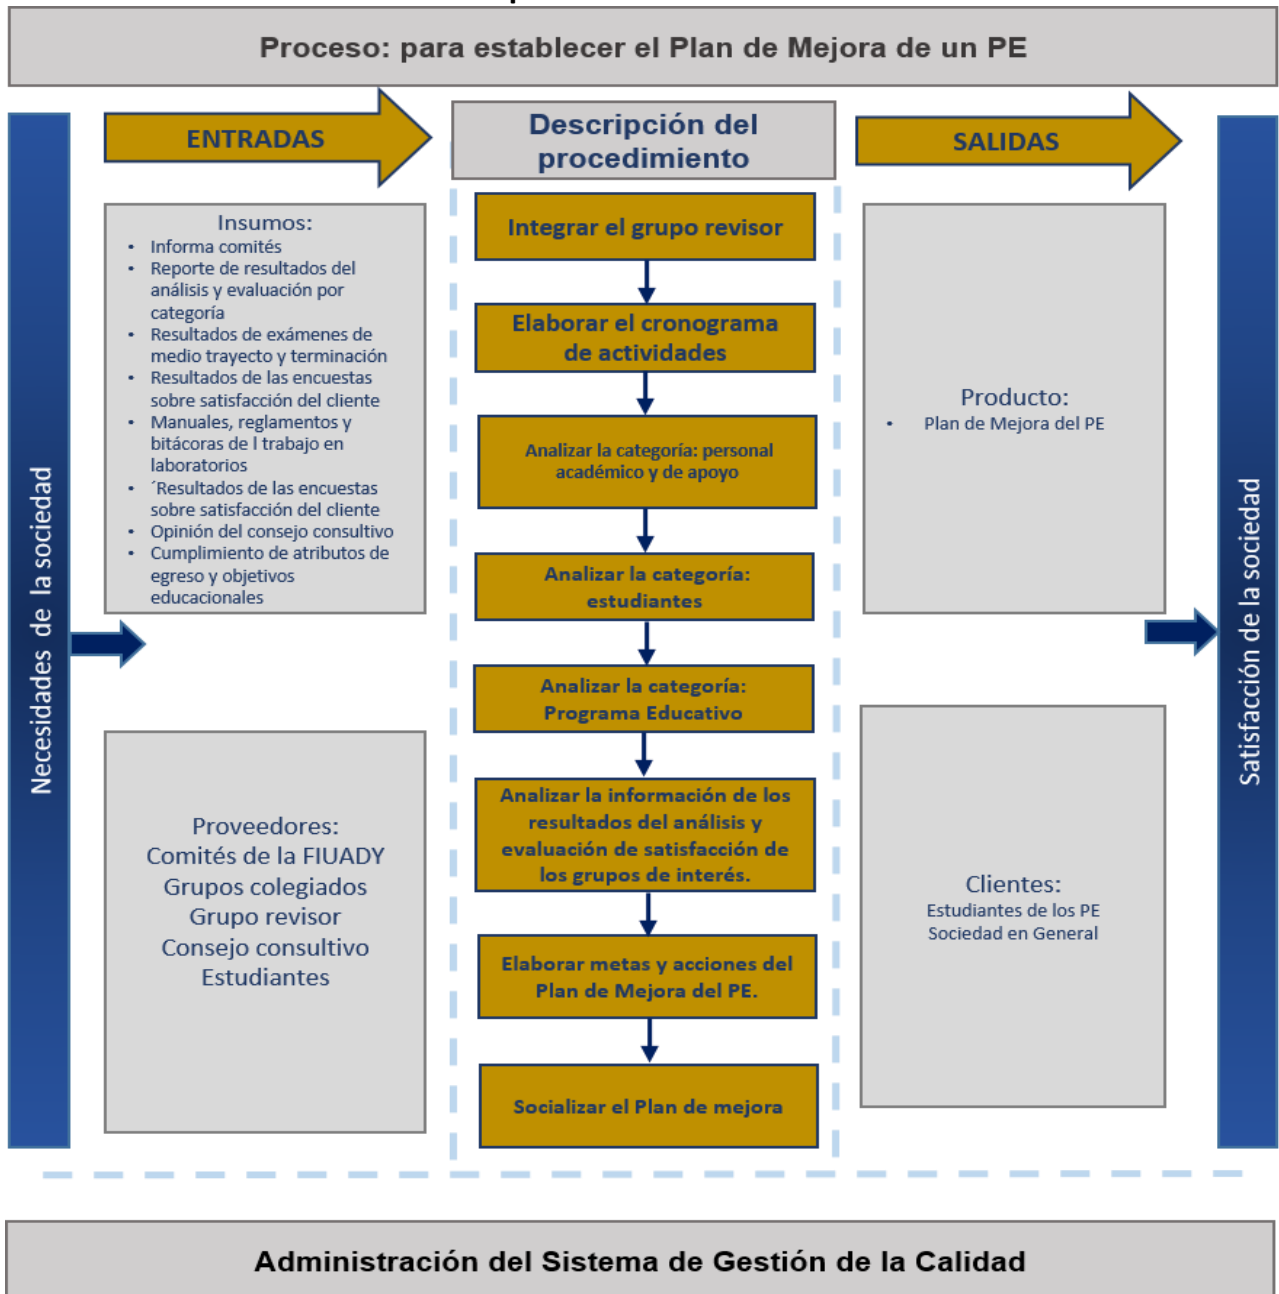 Proceso: para establecer el Plan de Mejora de un PE
Necesidades de la sociedad
ENTRADAS
Insumos:
• Informa comités
• Reporte de resultados del
análisis y evaluación por
categoría
• Resultados de exámenes de
medio trayecto y terminación
• Resultados de las encuestas
sobre satisfacción del cliente
• Manuales, reglamentos y
bitácoras de l trabajo en
laboratorios
• ´Resultados de las encuestas
sobre satisfacción del cliente
• Opinión del consejo consultivo
• Cumplimiento de atributos de
egreso y objetivos
educacionales
Proveedores:
Comités de la FIUADY
Grupos colegiados
Grupo revisor
Consejo consultivo
Estudiantes
Descripción del
procedimiento
Integrar el grupo revisor
Elaborar el cronograma
de actividades
Analizar la categoría: personal
académico y de apoyo
Analizar la categoría:
estudiantes
Analizar la categoría:
Programa Educativo
Analizar la información de los
resultados del análisis y
evaluación de satisfacción de
los grupos de interés.
Elaborar metas y acciones del
Plan de Mejora del PE.
Socializar el Plan de mejora
SALIDAS
Producto:
• Plan de Mejora del PE
Clientes:
Estudiantes de los PE
Sociedad en General
Satisfacción de la sociedad
Administración del Sistema de Gestión de la Calidad